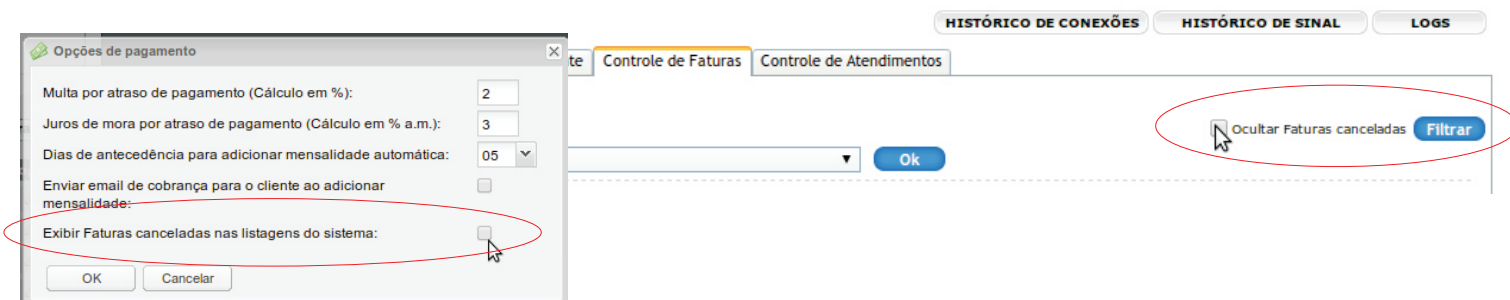 HISTÓRICO DE CONEXÕES HISTÓRICO DE SINAL LOGS
Opções de pagamento
te Controle de Faturas Controle de Atendimentos
Multa por atraso de pagamento (Cálculo em %): 2
Juros de mora por atraso de pagamento (Cálculo em % a.m.): 3
Ocultar Faturas canceladas Filtrar
Dias de antecedência para adicionar mensalidade automática: 05
Ok
Enviar email de cobrança para o cliente ao adicionar
mensalidade:
Exibir Faturas canceladas nas listagens do sistema:
OK Cancelar